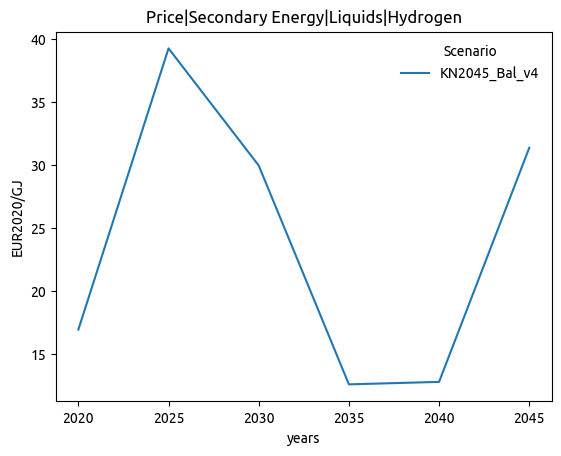 Price|Secondary Energy|Liquids|Hydrogen
Scenario
KN2045_Bal_v4
EUR2020/GJ
40
35
30
25
20
15
2020 2025 2030 2035 2040 2045
years